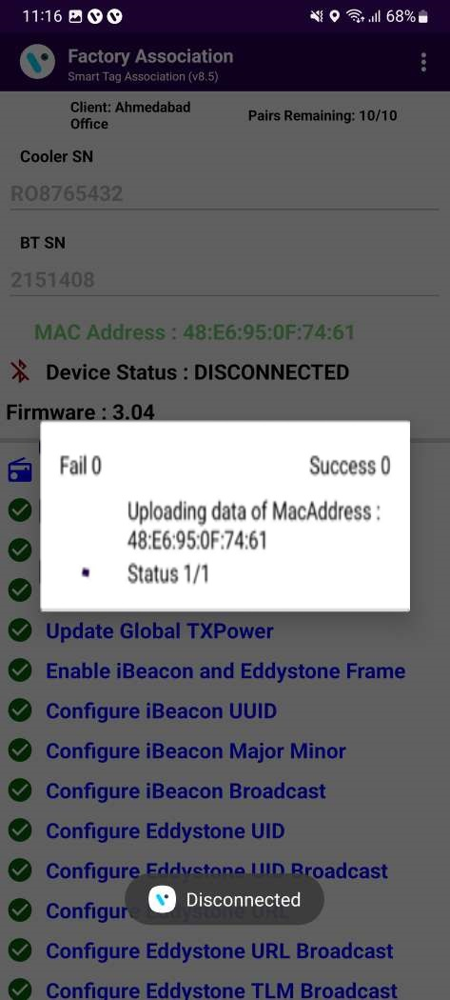 11:16
68%
Factory Association
Smart Tag Association (v8.5)
Client: Ahmedabad
Office
Pairs Remaining: 10/10
Cooler SN
RO8765432
BT SN
2151408
MAC Address : 48:E6:95:0F:74:61
Device Status : DISCONNECTED
Firmware : 3.04
Fail 0
Success 0
Uploading data of MacAddress :
48:E6:95:0F:74:61
Status 1/1
Update Global TXPower
Enable iBeacon and Eddystone Frame
Configure iBeacon UUID
Configure iBeacon Major Minor
Configure iBeacon Broadcast
Configure Eddystone UID
Configure Eddystone UID Broadcast
Configure Eddystone URL
Disconnected
Configure Eddystone URL Broadcast
Configure Eddystone TLM Broadcast